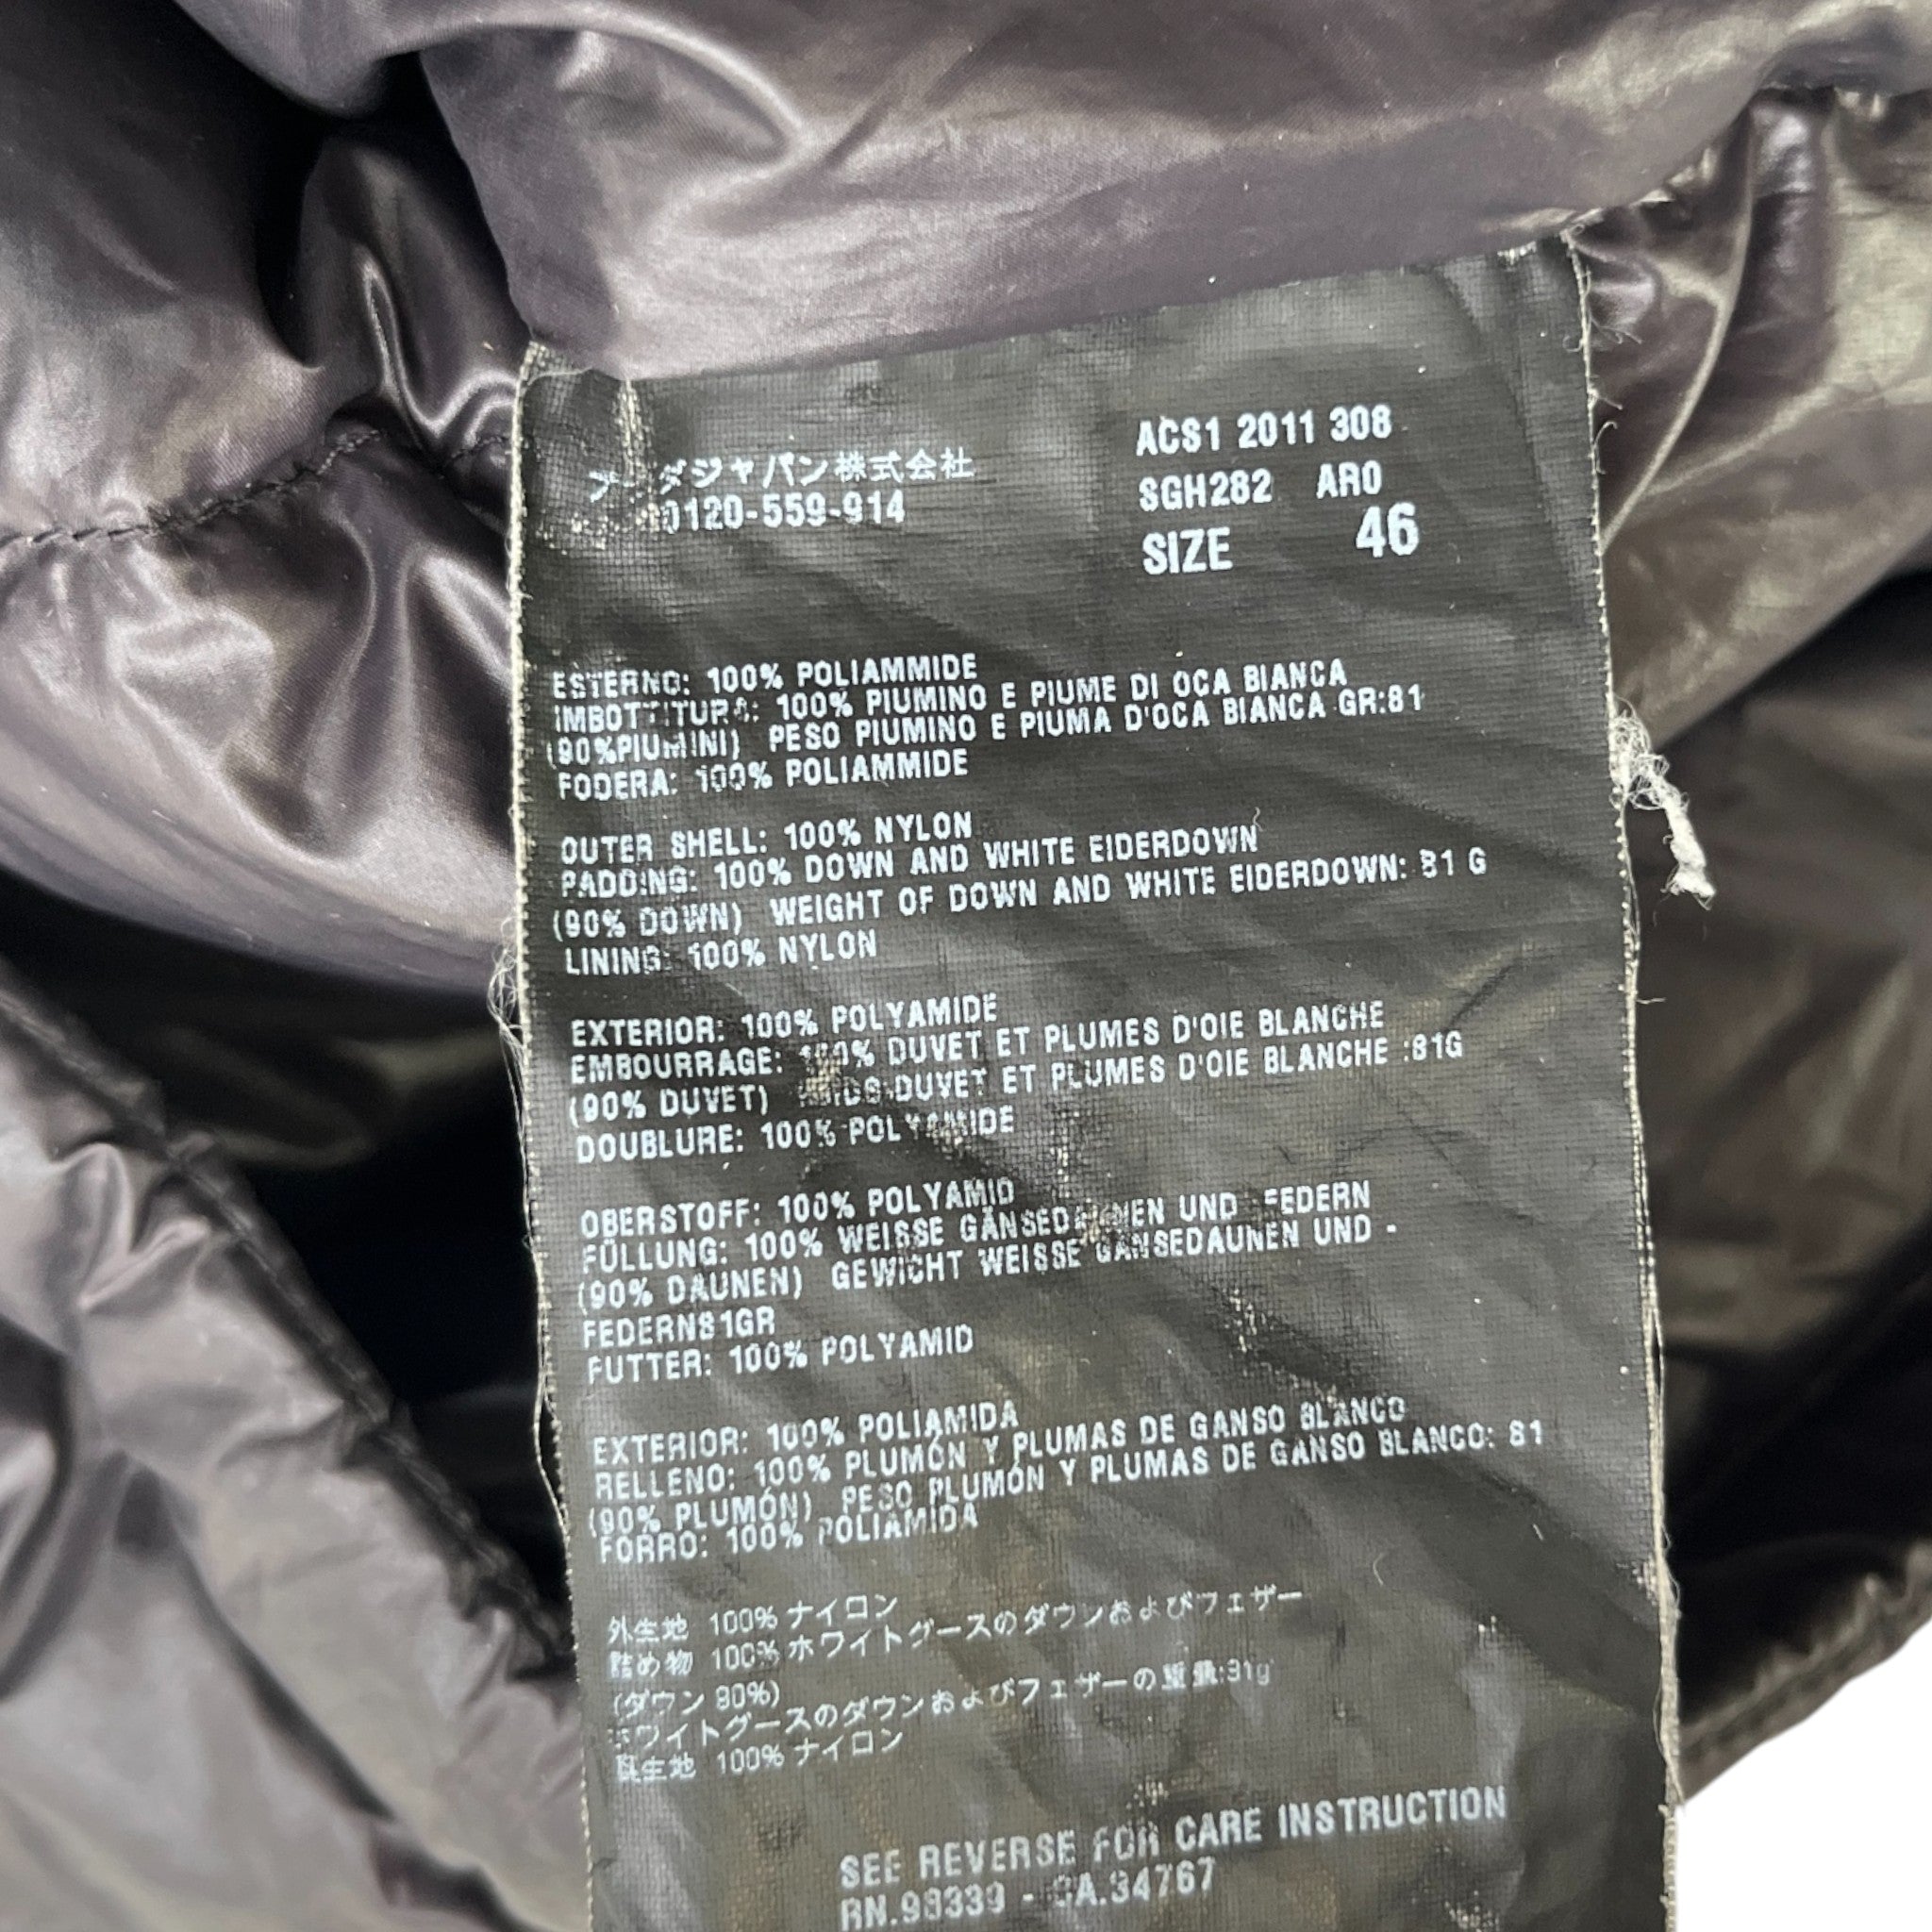 ダジャパン株式会社
0120-559-914
ACS1 2011 308
SGH282 ARO
SIZE 46
ESTERNO: 100% POLIAMMIDE
IMBOTTITURA: 100% PIUMINO E PIUME DI OCA BIANCA
(90%PIUMINI) PESO PIUMINO E PIUMA D'OCA BIANCA GR:81
FODERA: 100% POLIAMMIDE
OUTER SHELL: 100% NYLON
PADDING: 100% DOWN AND WHITE EIDERDOWN
(90% DOWN) WEIGHT OF DOWN AND WHITE EIDERDOWN: 81 G
LINING: 100% NYLON
EXTERIOR: 100% POLYAMIDE
EMBOURRAGE: 100% DUVET ET PLUMES D'OIE BLANCHE
(90% DUVET) DUVET ET PLUMES D'OIE BLANCHE :81G
DOUBLURE: 100% POLYAMIDE
OBERSTOFF: 100% POLYAMID
FÜLLUNG: 100% WEISSE GÄNSEDAUNEN UND FEDERN
(90% DAUNEN) GEWICHT WEISSE GANSEDAUNEN UND -
FEDERN81GR
FUTTER: 100% POLYAMID
EXTERIOR: 100% POLIAMIDA
RELLENO: 100% PLUMÓN Y PLUMAS DE GANSO BLANCO
(90% PLUMÓN) PESO PLUMÓN Y PLUMAS DE GANSO BLANCO: 81
FORRO: 100% POLIAMIDA
外生地 100% ナイロン
詰め物 100% ホワイトグースのダウンおよびフェザー
(ダウン 90%)
ホワイトグースのダウンおよびフェザーの重量:81g
裏生地 100% ナイロン
SEE REVERSE FOR CARE INSTRUCTION
RN.98339 - CA.34767